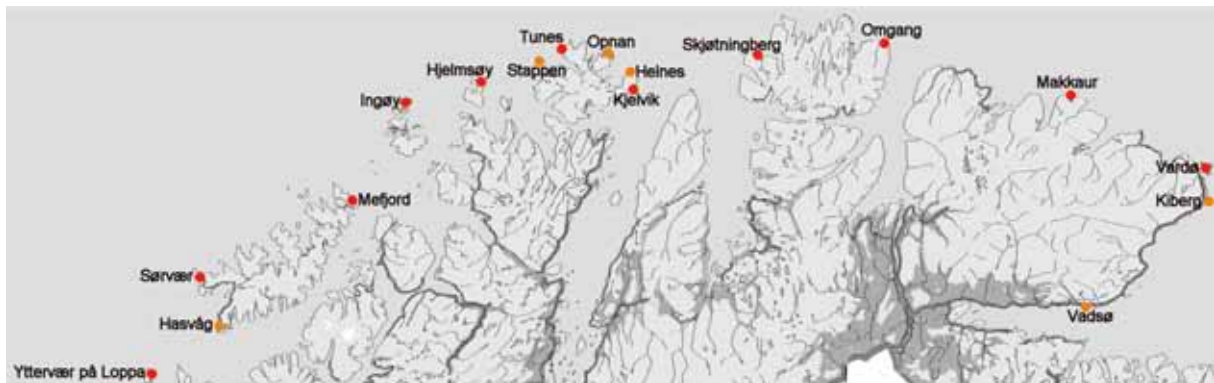 Omgang
Tunes
Opnan
Skjøtningberg
Stappen
Helnes
Hjelmsøy
Makkaur
Kjelvik
Ingøy
Vardø
Mefjord
Kiberg
Sørvær
Hasvåg
Vadsø
Yttervær på Loppa